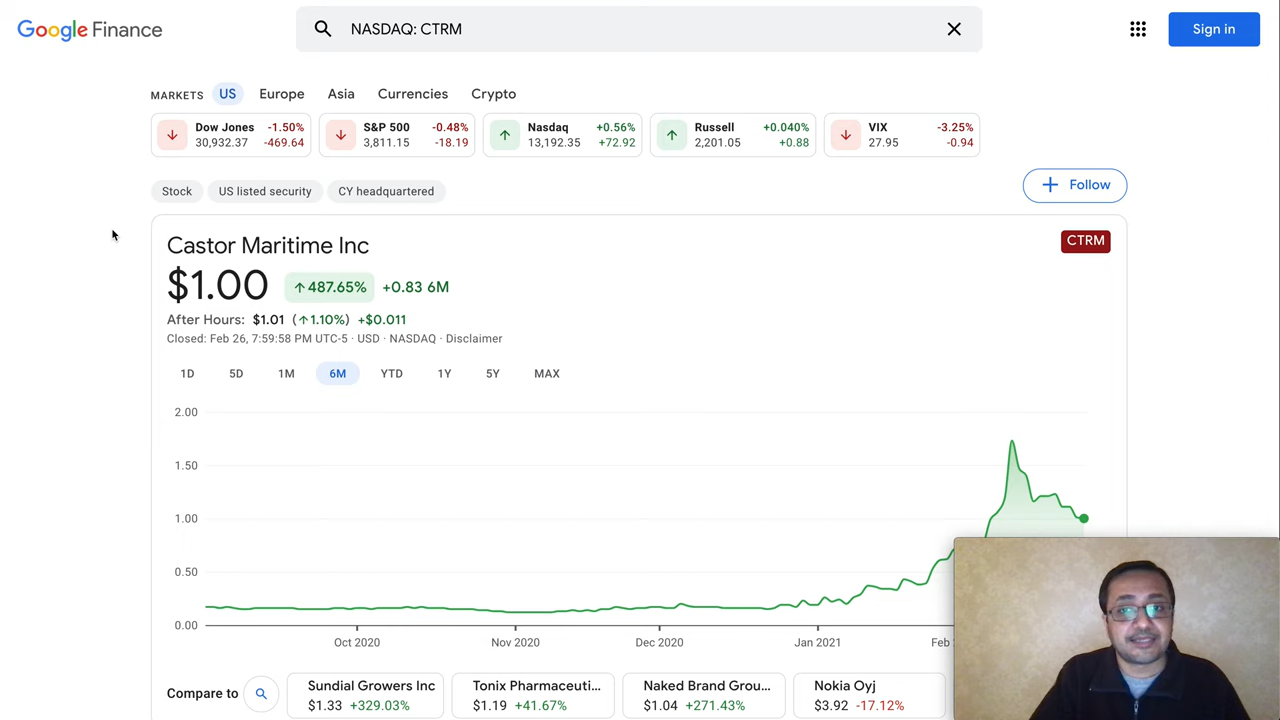 Google Finance
NASDAQ: CTRM
Sign in
MARKETS US Europe Asia Currencies Crypto
Dow Jones -1.50%
30,932.37 -469.64
S&P 500 -0.48%
3,811.15 -18.19
Nasdaq +0.56%
13,192.35 +72.92
Russell +0.040%
2,201.05 +0.88
VIX -3.25%
27.95 -0.94
Stock US listed security CY headquartered
+ Follow
Castor Maritime Inc
CTRM
$1.00 ↑ 487.65% +0.83 6M
After Hours: $1.01 (↑1.10%) +$0.011
Closed: Feb 26, 7:59:58 PM UTC-5 · USD · NASDAQ · Disclaimer
1D 5D 1M 6M YTD 1Y 5Y MAX
2.00
1.50
1.00
0.50
0.00
Oct 2020 Nov 2020 Dec 2020 Jan 2021 Feb
Compare to
Sundial Growers Inc
$1.33 +329.03%
Tonix Pharmaceuti...
$1.19 +41.67%
Naked Brand Grou...
$1.04 +271.43%
Nokia Oyj
$3.92 -17.12%